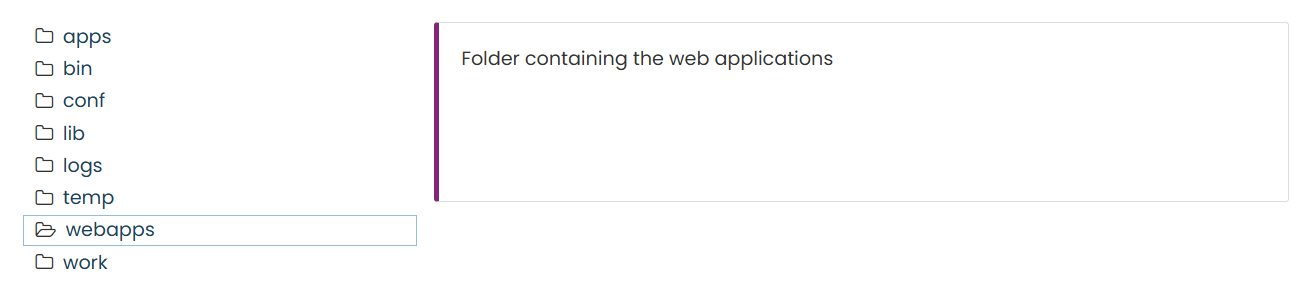 apps
bin
conf
lib
logs
temp
webapps
work
Folder containing the web applications